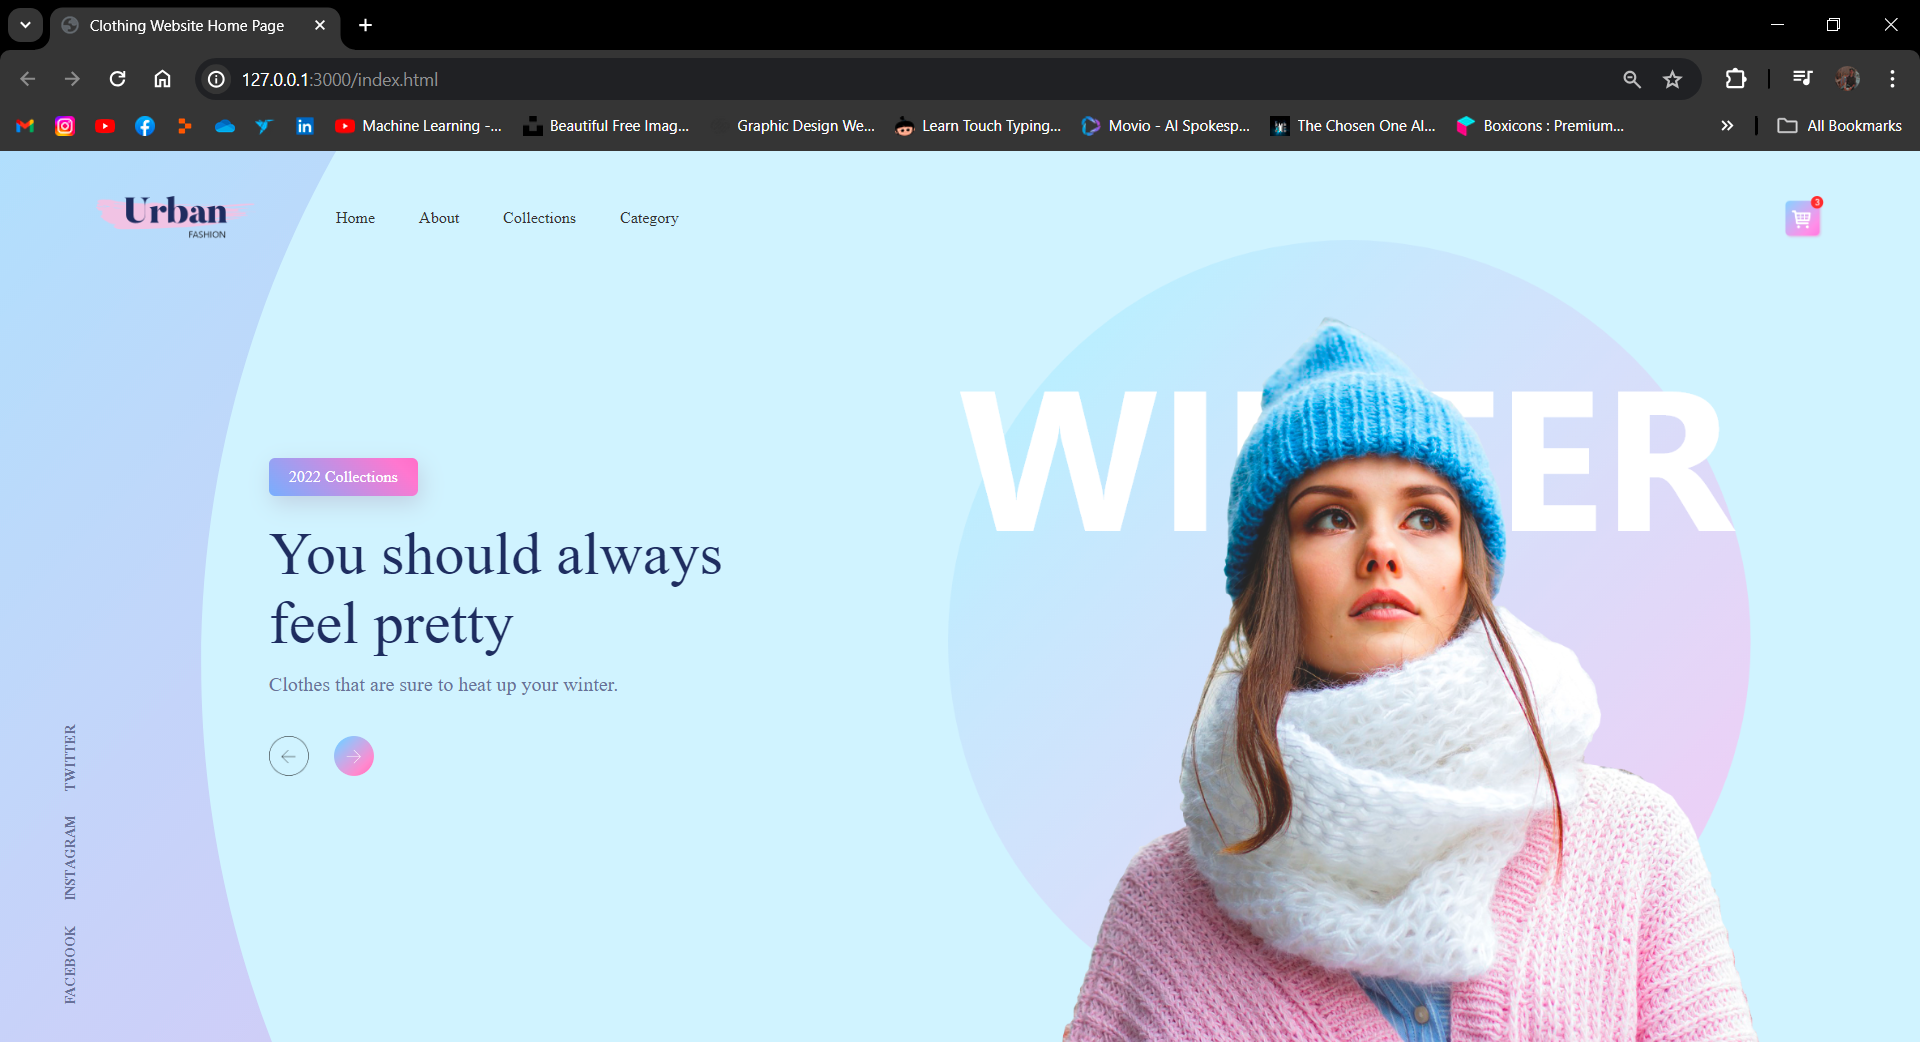 Clothing Website Home Page
127.0.0.1:3000/index.html
Machine Learning -...
Beautiful Free Imag...
Graphic Design We...
Learn Touch Typing...
Movio - AI Spokesp...
The Chosen One AI...
Boxicons : Premium...
All Bookmarks
Urban
FASHION
Home
About
Collections
Category
3
WINTER
2022 Collections
You should always
feel pretty
Clothes that are sure to heat up your winter.
TWITTER
INSTAGRAM
FACEBOOK